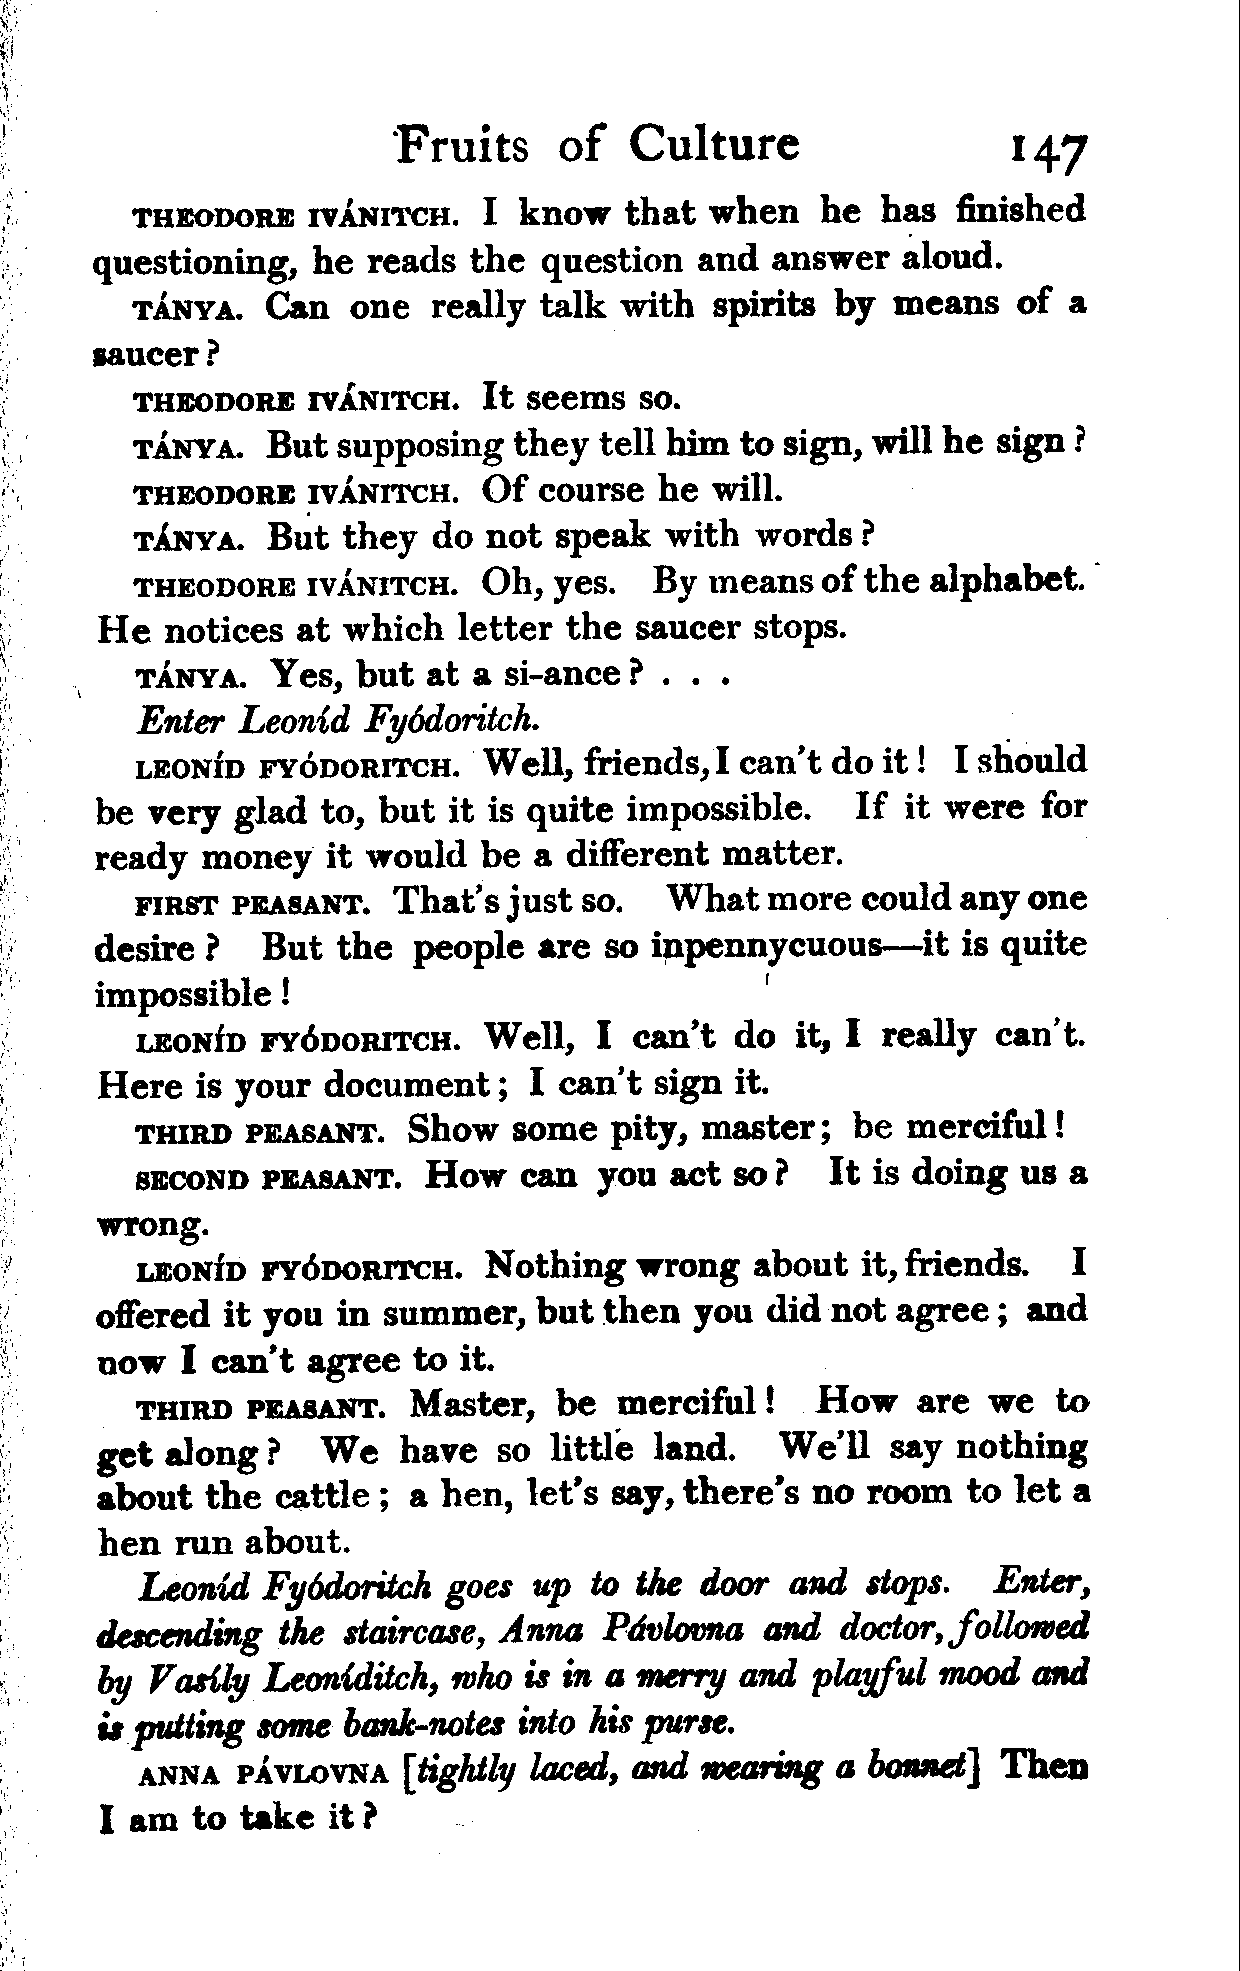 Fruits of Culture 147
THEODORE IVÁNITCH. I know that when he has finished
questioning, he reads the question and answer aloud.
TÁNYA. Can one really talk with spirits by means of a
saucer?
THEODORE IVÁNITCH. It seems so.
TÁNYA. But supposing they tell him to sign, will he sign?
THEODORE IVÁNITCH. Of course he will.
TÁNYA. But they do not speak with words?
THEODORE IVÁNITCH. Oh, yes. By means of the alphabet.
He notices at which letter the saucer stops.
TÁNYA. Yes, but at a si-ance? . . .
Enter Leoníd Fyódoritch.
LEONÍD FYÓDORITCH. Well, friends, I can't do it! I should
be very glad to, but it is quite impossible. If it were for
ready money it would be a different matter.
FIRST PEASANT. That's just so. What more could any one
desire? But the people are so inpennycuous—it is quite
impossible!
LEONÍD FYÓDORITCH. Well, I can't do it, I really can't.
Here is your document; I can't sign it.
THIRD PEASANT. Show some pity, master; be merciful!
SECOND PEASANT. How can you act so? It is doing us a
wrong.
LEONÍD FYÓDORITCH. Nothing wrong about it, friends. I
offered it you in summer, but then you did not agree; and
now I can't agree to it.
THIRD PEASANT. Master, be merciful! How are we to
get along? We have so little land. We'll say nothing
about the cattle; a hen, let's say, there's no room to let a
hen run about.
Leoníd Fyódoritch goes up to the door and stops. Enter,
descending the staircase, Anna Pávlovna and doctor, followed
by Vasíly Leoníditch, who is in a merry and playful mood and
is putting some bank-notes into his purse.
ANNA PÁVLOVNA [tightly laced, and wearing a bonnet] Then
I am to take it?